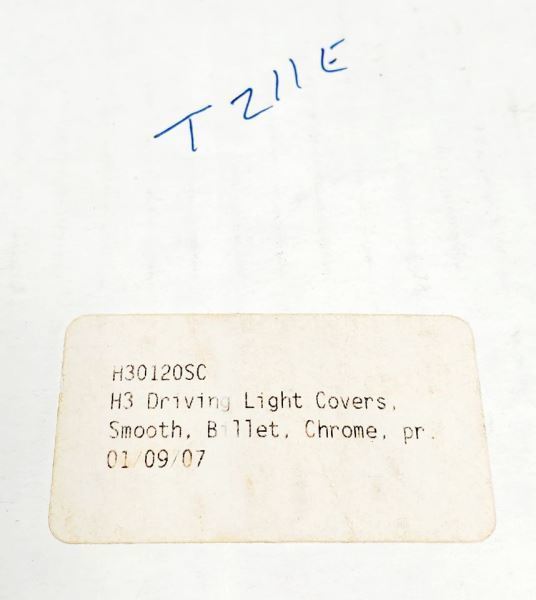 T211E
H30120SC
H3 Driving Light Covers,
Smooth, Billet, Chrome, pr.
01/09/07